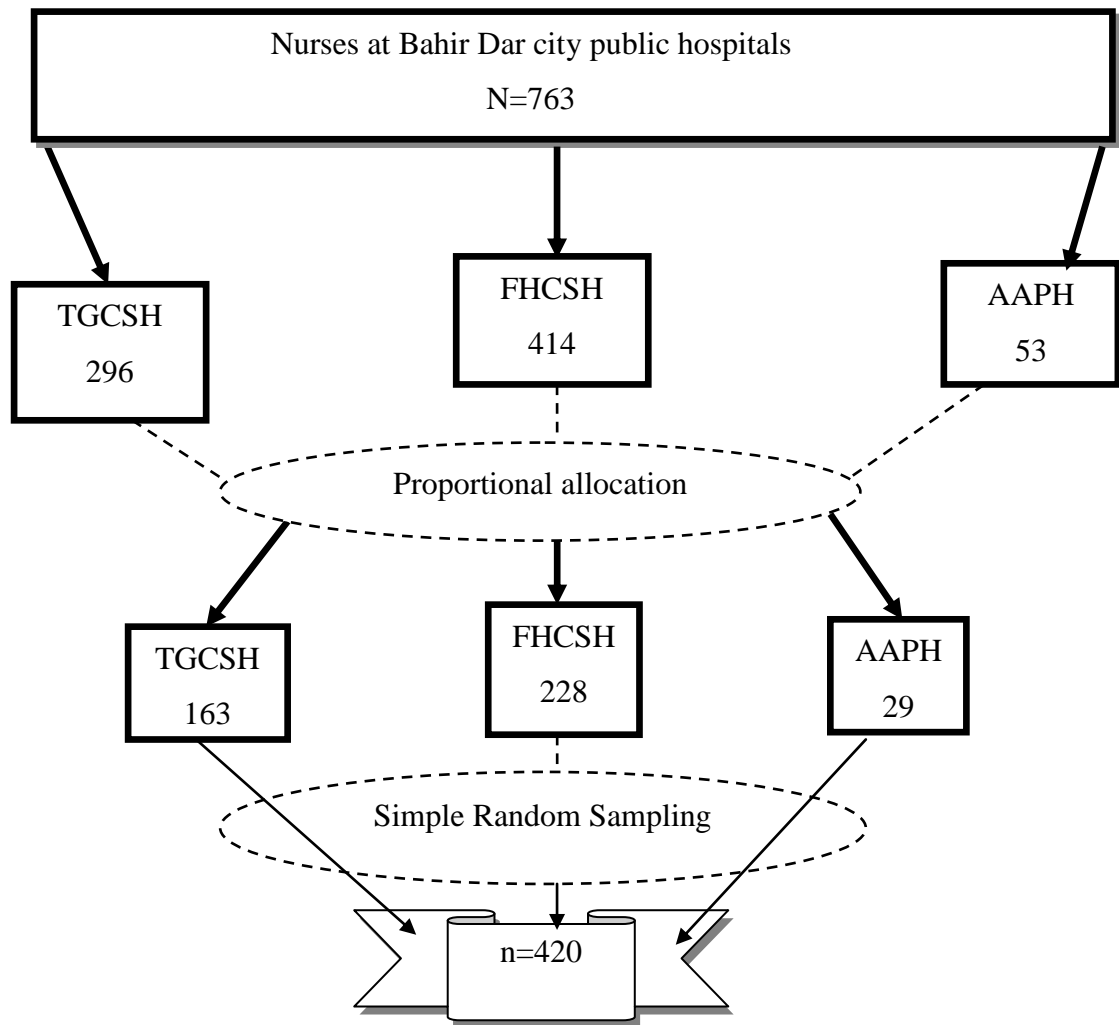 Nurses at Bahir Dar city public hospitals
N=763
TGCSH
296
FHCSH
414
AAPH
53
Proportional allocation
TGCSH
163
FHCSH
228
AAPH
29
Simple Random Sampling
n=420